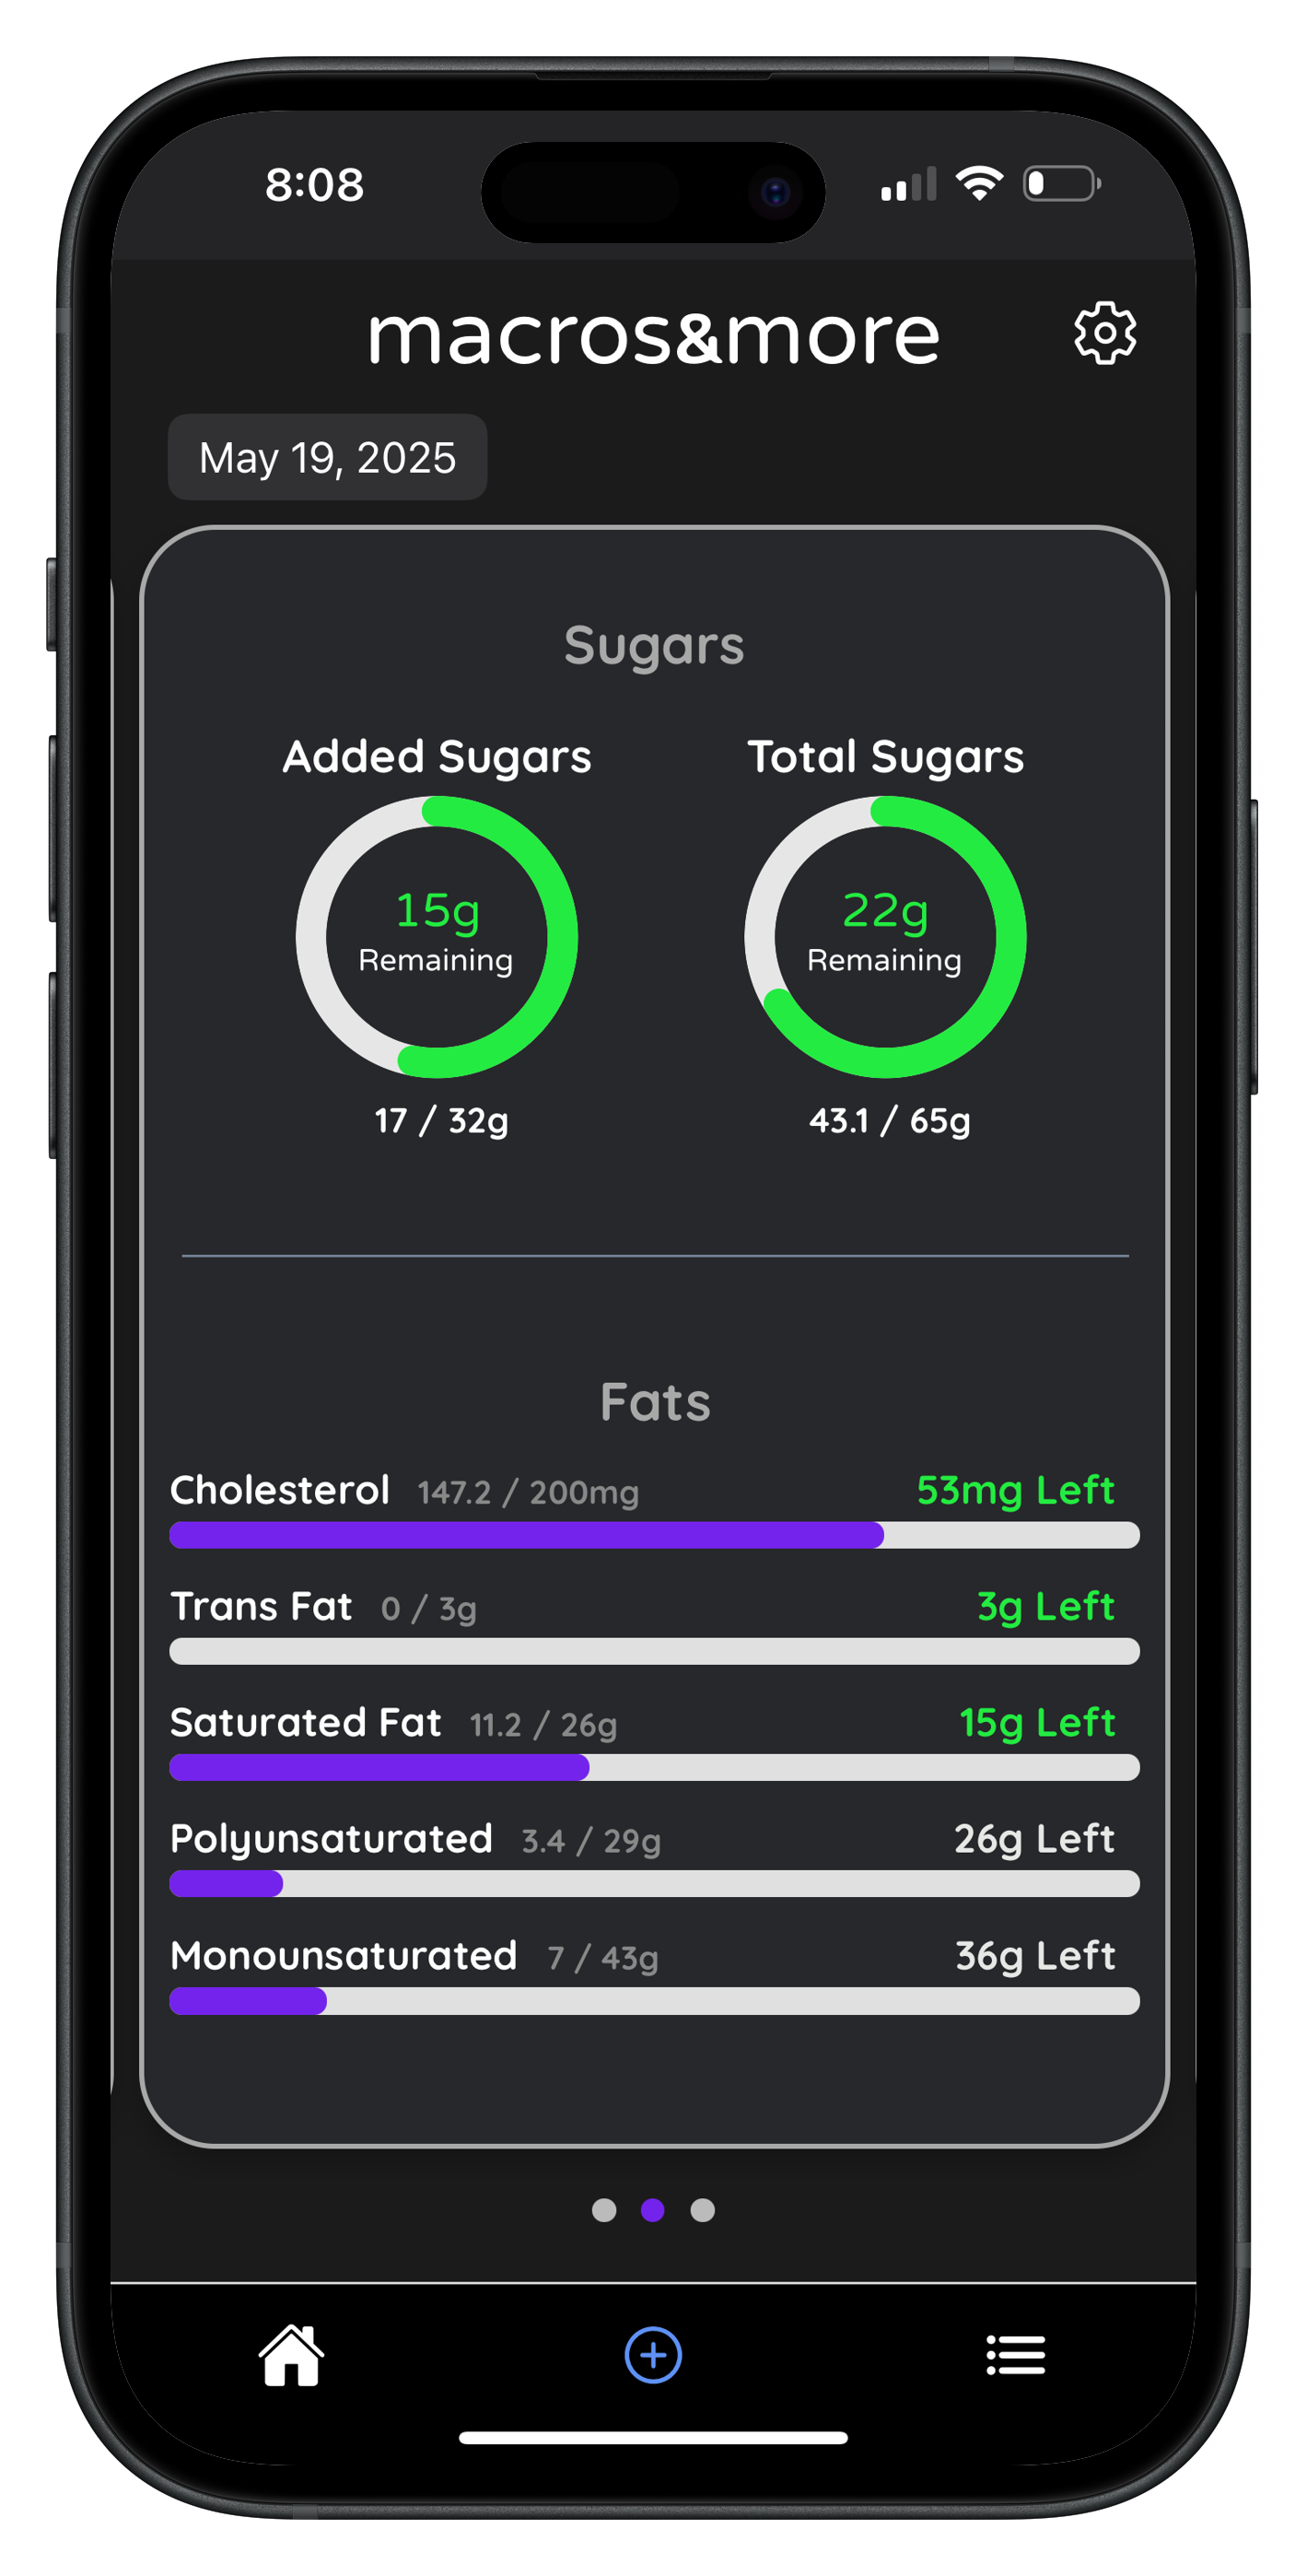 8:08
macros&more
May 19, 2025
Sugars
Added Sugars
Total Sugars
15g
Remaining
22g
Remaining
17 / 32g
43.1 / 65g
Fats
Cholesterol 147.2 / 200mg 53mg Left
Trans Fat 0 / 3g 3g Left
Saturated Fat 11.2 / 26g 15g Left
Polyunsaturated 3.4 / 29g 26g Left
Monounsaturated 7 / 43g 36g Left